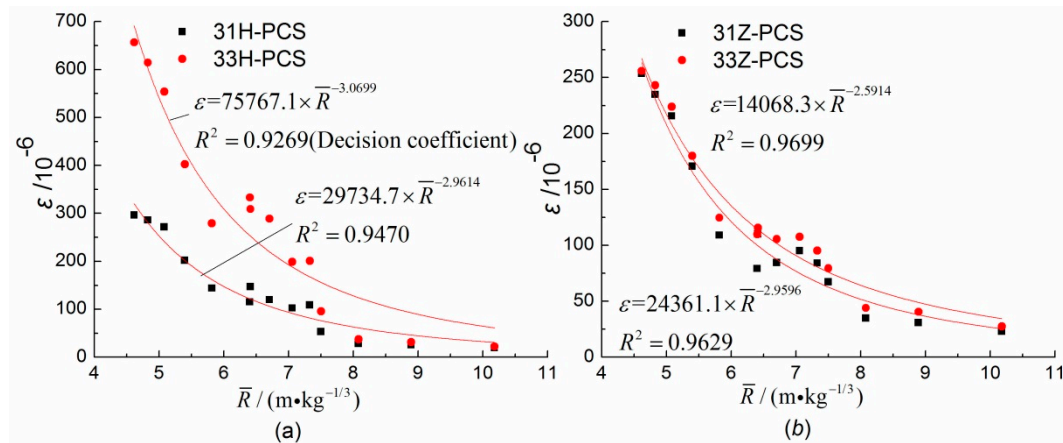 31H-PCS
33H-PCS
ε=75767.1×R̅^-3.0699
R²=0.9269(Decision coefficient)
ε=29734.7×R̅^-2.9614
R²=0.9470
ε/10^-6
700
600
500
400
300
200
100
0
4 5 6 7 8 9 10 11
R̅/(m•kg^-1/3)
(a)
31Z-PCS
33Z-PCS
ε=14068.3×R̅^-2.5914
R²=0.9699
ε=24361.1×R̅^-2.9596
R²=0.9629
ε/10^-6
300
250
200
150
100
50
0
4 5 6 7 8 9 10 11
R̅/(m•kg^-1/3)
(b)